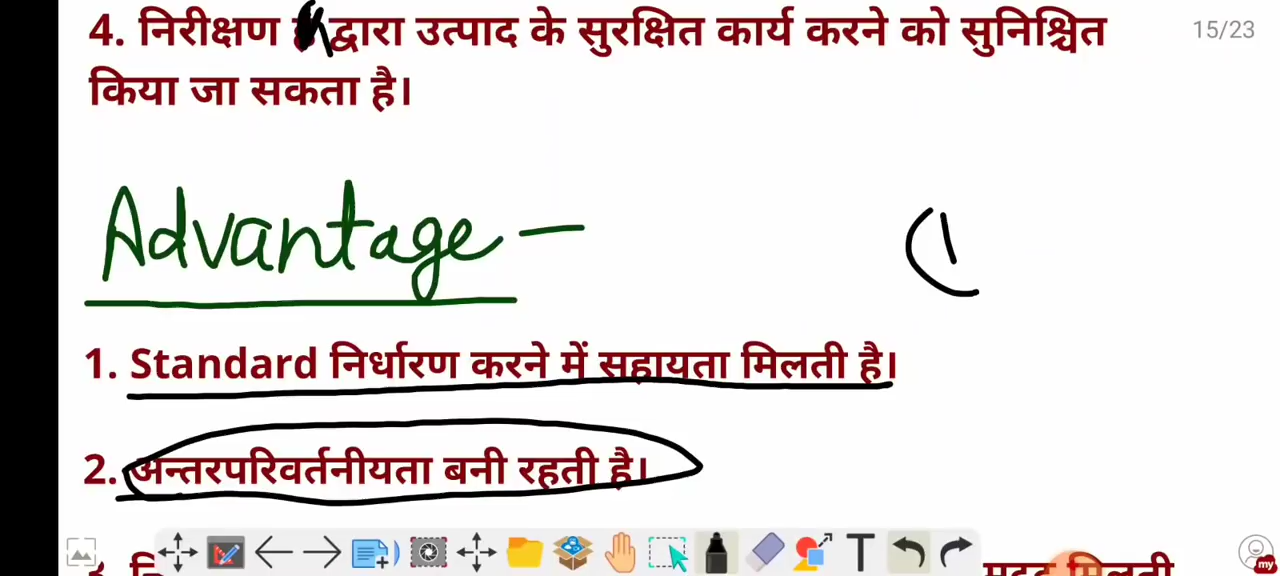 4. निरीक्षण द्वारा उत्पाद के सुरक्षित कार्य करने को सुनिश्चित
किया जा सकता है।
15/23
Advantage –
1. Standard निर्धारण करने में सहायता मिलती है।
2. अन्तरपरिवर्तनीयता बनी रहती है।
T
my